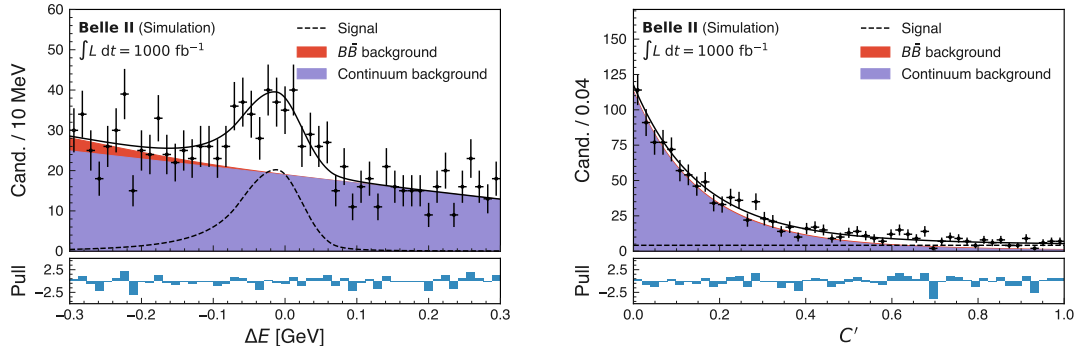 Belle II (Simulation)
∫L dt = 1000 fb⁻¹
Signal
BB̄ background
Continuum background
Cand. / 10 MeV
60
50
40
30
20
10
0
Pull
2.5
−2.5
−0.3 −0.2 −0.1 0.0 0.1 0.2 0.3
ΔE [GeV]
Belle II (Simulation)
∫L dt = 1000 fb⁻¹
Signal
BB̄ background
Continuum background
Cand. / 0.04
175
150
125
100
75
50
25
0
Pull
2.5
−2.5
0.0 0.2 0.4 0.6 0.8 1.0
C′